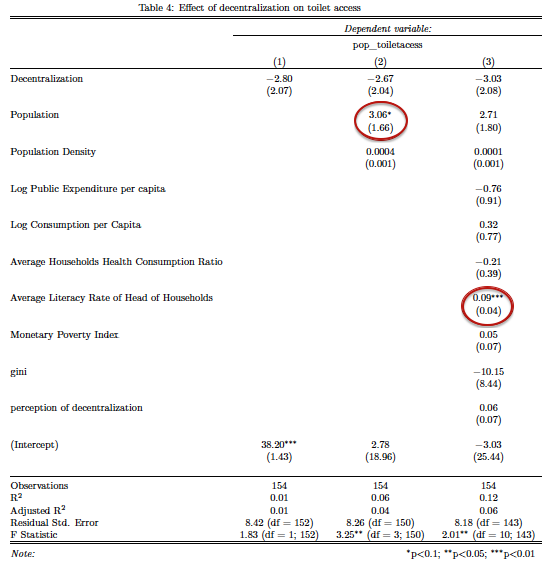 Table 4: Effect of decentralization on toilet access
Dependent variable:
pop_toiletacess
(1) (2) (3)
Decentralization −2.80 −2.67 −3.03
(2.07) (2.04) (2.08)
Population 3.06* 2.71
(1.66) (1.80)
Population Density 0.0004 0.0001
(0.001) (0.001)
Log Public Expenditure per capita −0.76
(0.91)
Log Consumption per Capita 0.32
(0.77)
Average Households Health Consumption Ratio −0.21
(0.39)
Average Literacy Rate of Head of Households 0.09***
(0.04)
Monetary Poverty Index 0.05
(0.07)
gini −10.15
(8.44)
perception of decentralization 0.06
(0.07)
(Intercept) 38.20*** 2.78 −3.03
(1.43) (18.96) (25.44)
Observations 154 154 154
R² 0.01 0.06 0.12
Adjusted R² 0.01 0.04 0.06
Residual Std. Error 8.42 (df = 152) 8.26 (df = 150) 8.18 (df = 143)
F Statistic 1.83 (df = 1; 152) 3.25** (df = 3; 150) 2.01** (df = 10; 143)
Note: *p<0.1; **p<0.05; ***p<0.01